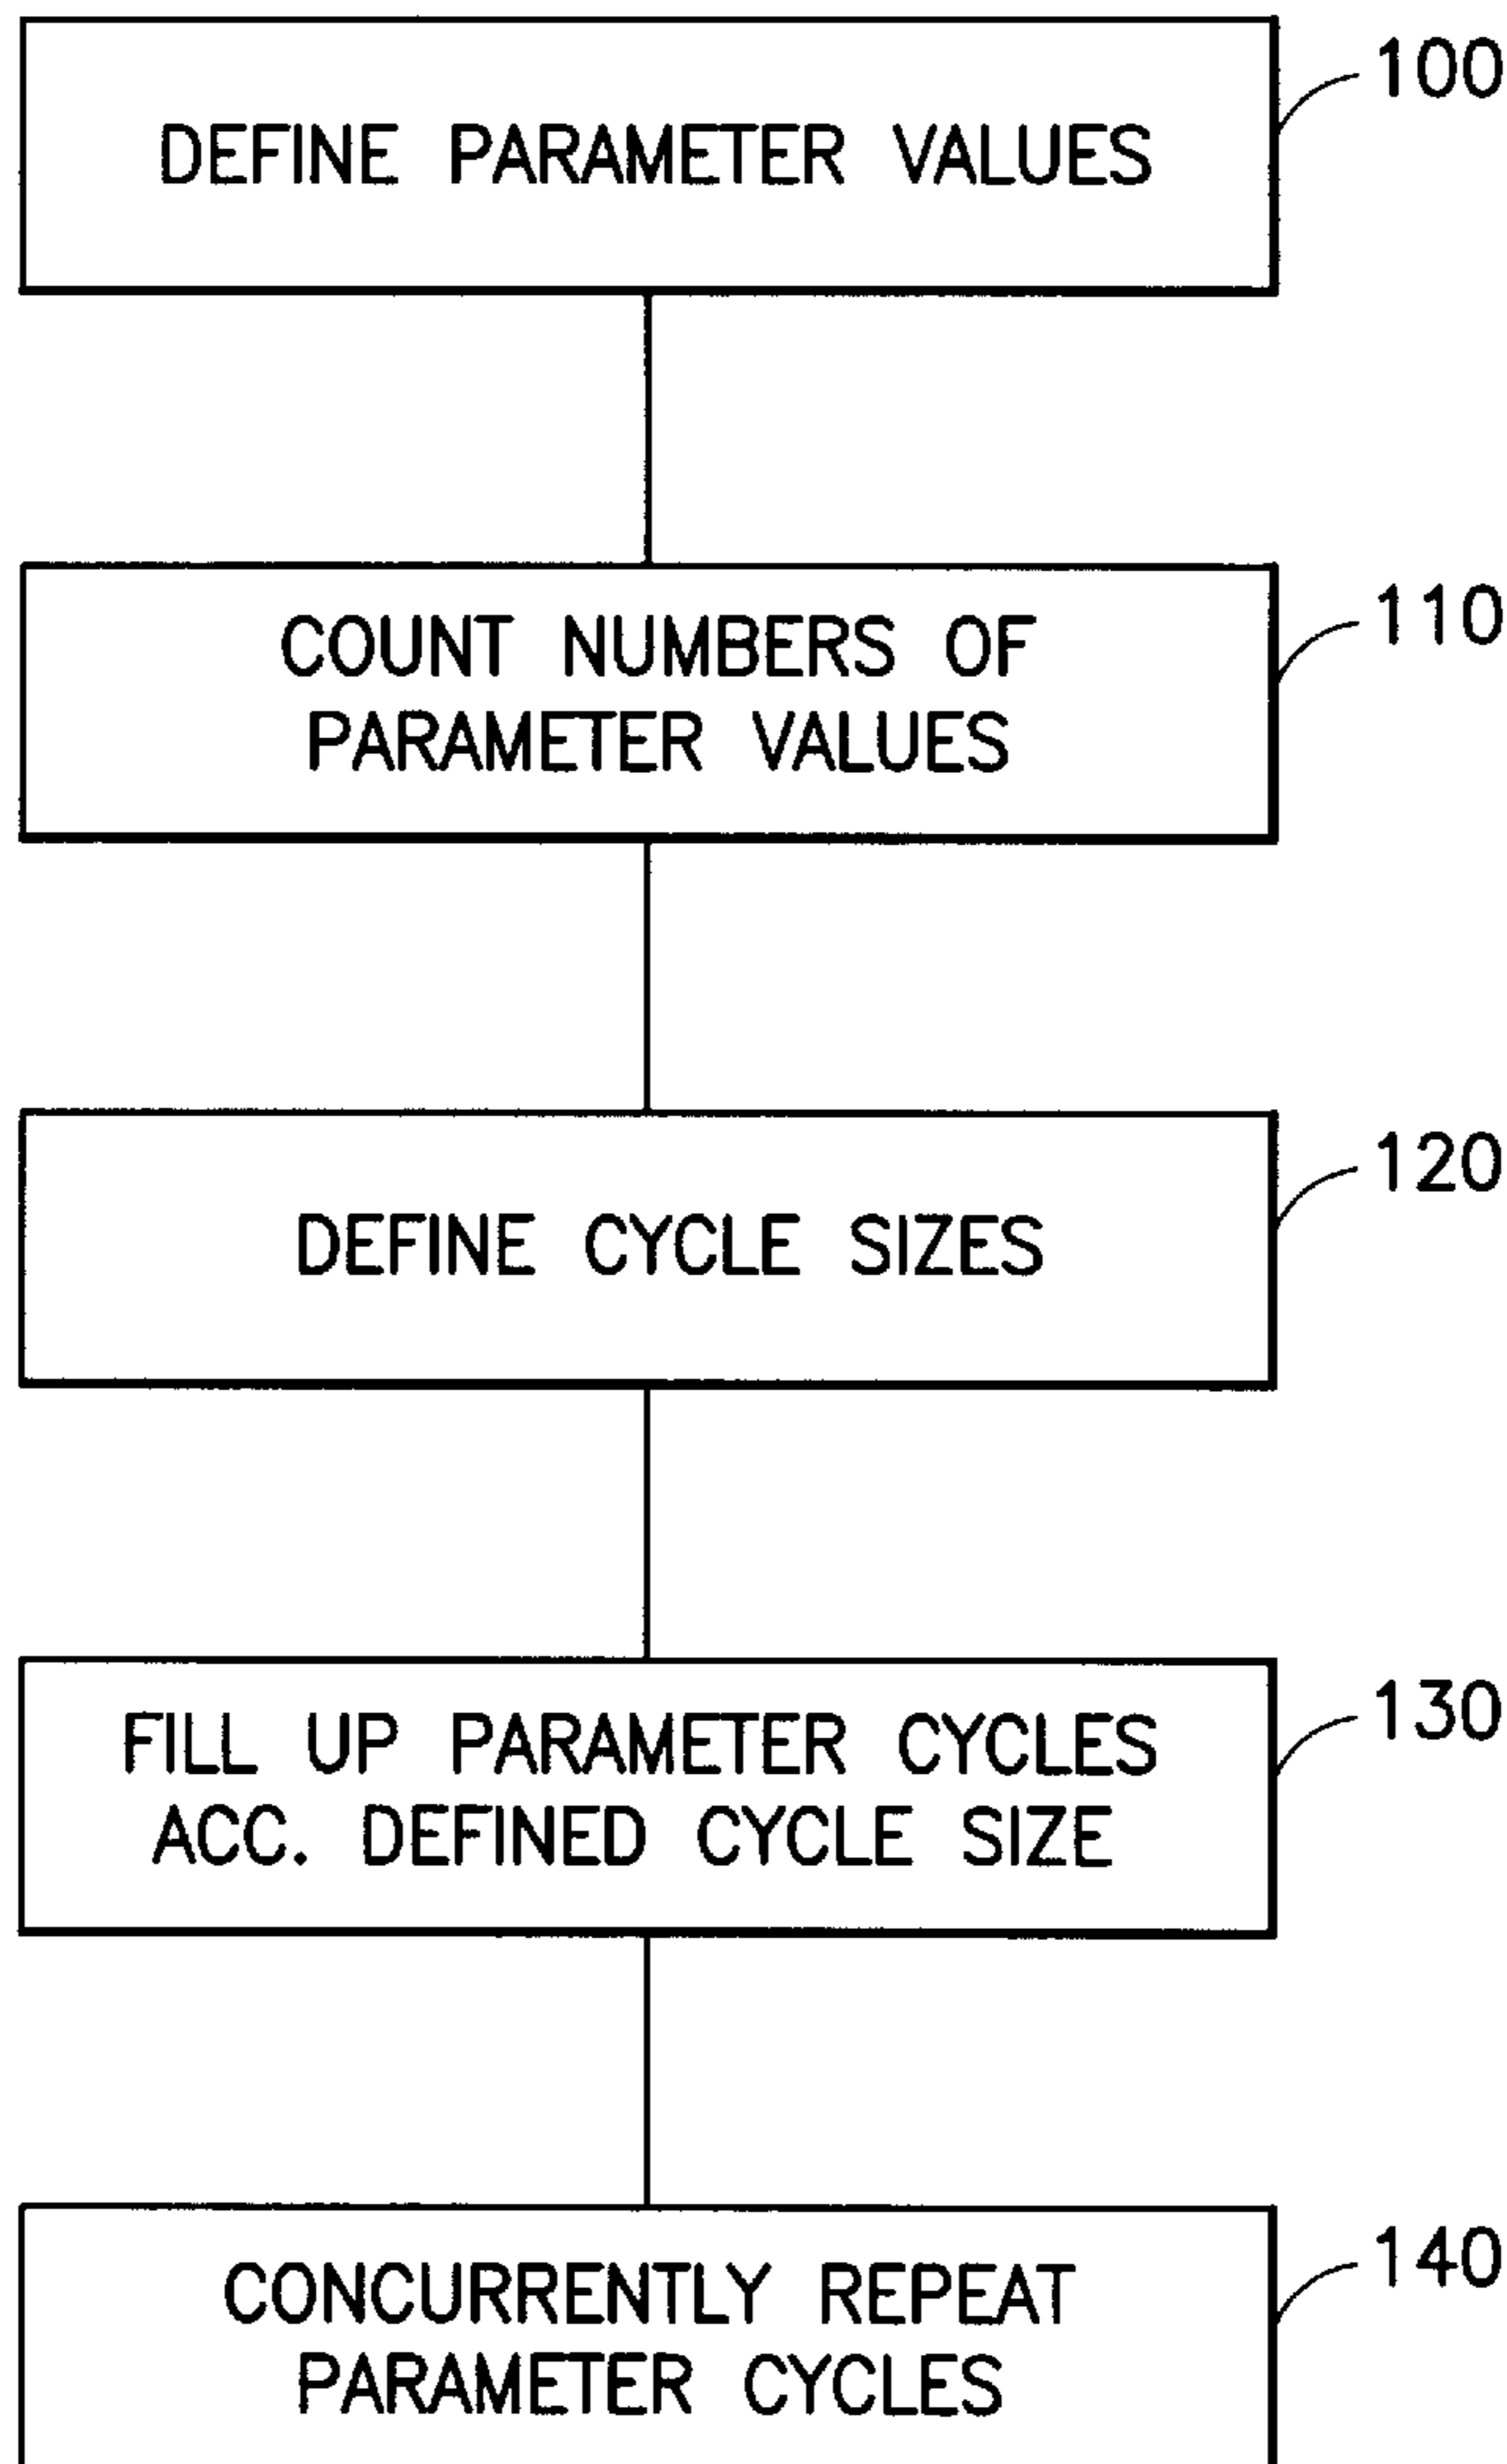 DEFINE PARAMETER VALUES
100
COUNT NUMBERS OF
PARAMETER VALUES
110
DEFINE CYCLE SIZES
120
FILL UP PARAMETER CYCLES
ACC. DEFINED CYCLE SIZE
130
CONCURRENTLY REPEAT
PARAMETER CYCLES
140